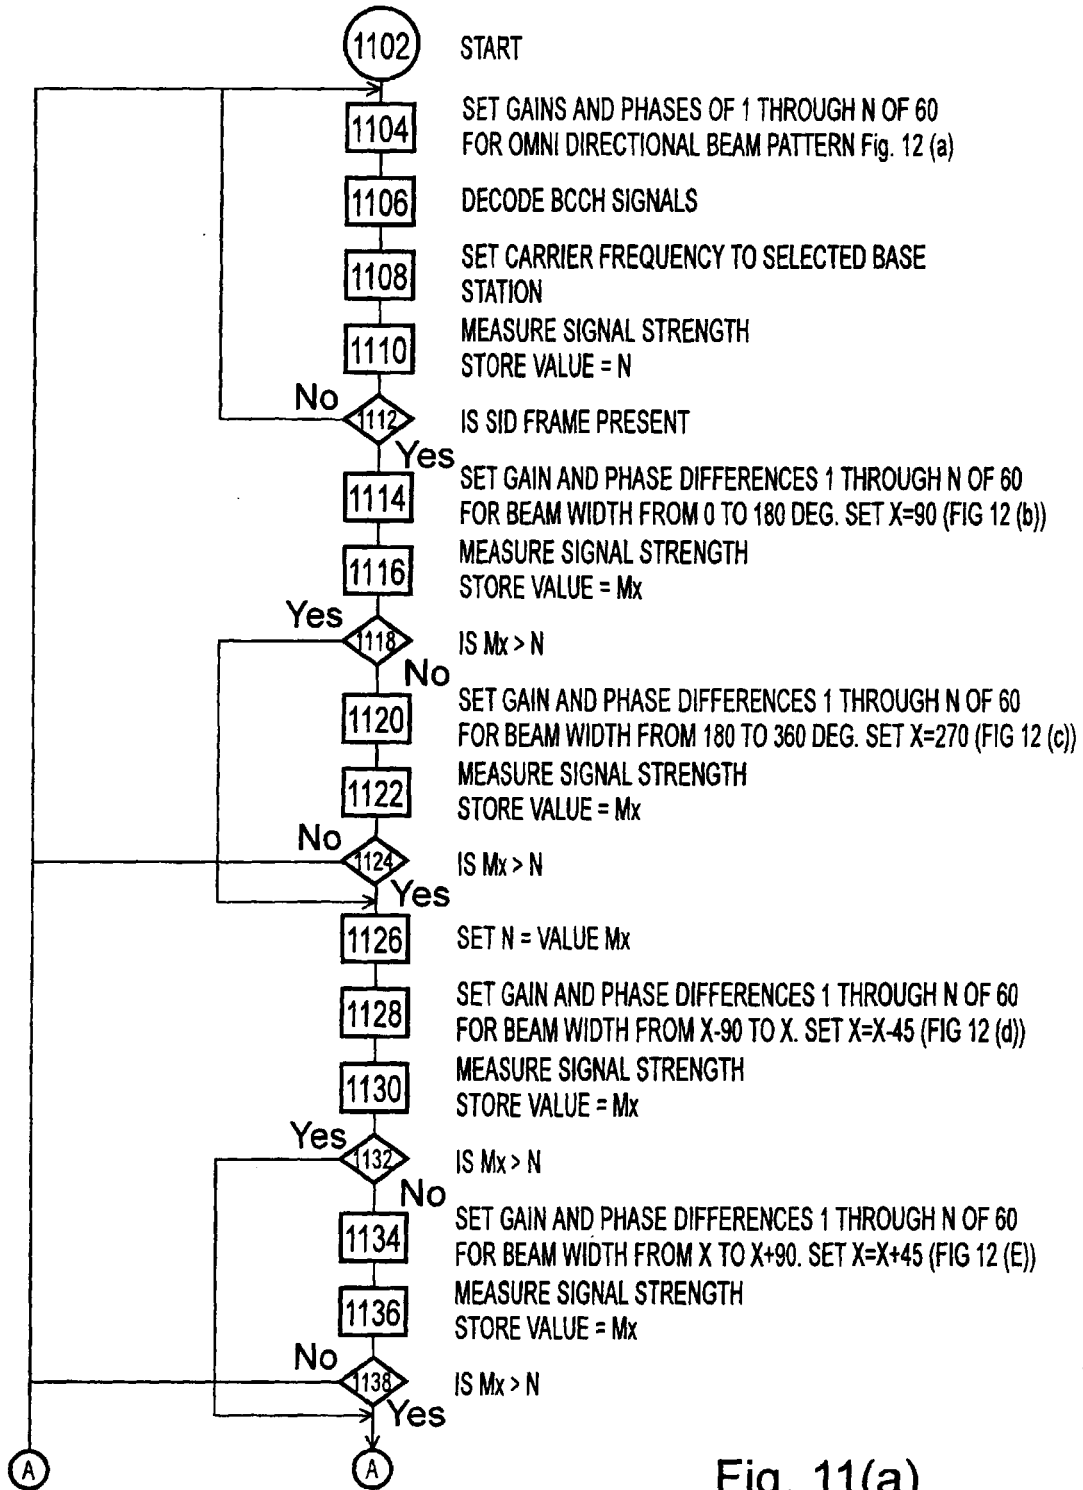 1102 START
1104 SET GAINS AND PHASES OF 1 THROUGH N OF 60
FOR OMNI DIRECTIONAL BEAM PATTERN Fig. 12 (a)
1106 DECODE BCCH SIGNALS
1108 SET CARRIER FREQUENCY TO SELECTED BASE
STATION
1110 MEASURE SIGNAL STRENGTH
STORE VALUE = N
No 1112 IS SID FRAME PRESENT
Yes
1114 SET GAIN AND PHASE DIFFERENCES 1 THROUGH N OF 60
FOR BEAM WIDTH FROM 0 TO 180 DEG. SET X=90 (FIG 12 (b))
1116 MEASURE SIGNAL STRENGTH
STORE VALUE = Mx
Yes 1118 IS Mx > N
No
1120 SET GAIN AND PHASE DIFFERENCES 1 THROUGH N OF 60
FOR BEAM WIDTH FROM 180 TO 360 DEG. SET X=270 (FIG 12 (c))
1122 MEASURE SIGNAL STRENGTH
STORE VALUE = Mx
No 1124 IS Mx > N
Yes
1126 SET N = VALUE Mx
1128 SET GAIN AND PHASE DIFFERENCES 1 THROUGH N OF 60
FOR BEAM WIDTH FROM X-90 TO X. SET X=X-45 (FIG 12 (d))
1130 MEASURE SIGNAL STRENGTH
STORE VALUE = Mx
Yes 1132 IS Mx > N
No
1134 SET GAIN AND PHASE DIFFERENCES 1 THROUGH N OF 60
FOR BEAM WIDTH FROM X TO X+90. SET X=X+45 (FIG 12 (E))
1136 MEASURE SIGNAL STRENGTH
STORE VALUE = Mx
No 1138 IS Mx > N
Yes
A A
Fig. 11(a)